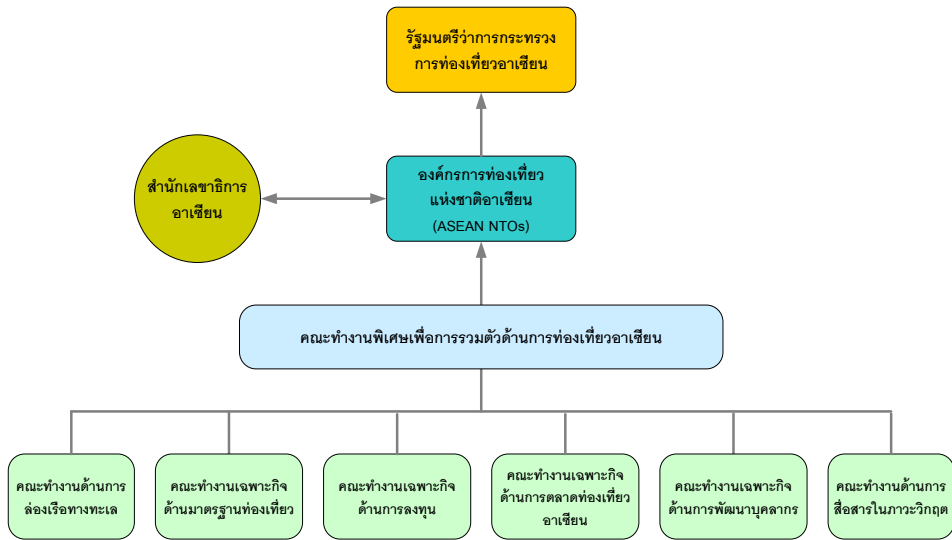 รัฐมนตรีว่าการกระทรวง
การท่องเที่ยวอาเซียน
สำนักเลขาธิการ
อาเซียน
องค์กรการท่องเที่ยว
แห่งชาติอาเซียน
(ASEAN NTOs)
คณะทำงานพิเศษเพื่อการรวมตัวด้านการท่องเที่ยวอาเซียน
คณะทำงานด้านการ
ล่องเรือทางทะเล
คณะทำงานเฉพาะกิจ
ด้านมาตรฐานท่องเที่ยว
คณะทำงานเฉพาะกิจ
ด้านการลงทุน
คณะทำงานเฉพาะกิจ
ด้านการตลาดท่องเที่ยว
อาเซียน
คณะทำงานเฉพาะกิจ
ด้านการพัฒนาบุคลากร
คณะทำงานด้านการ
สื่อสารในภาวะวิกฤต